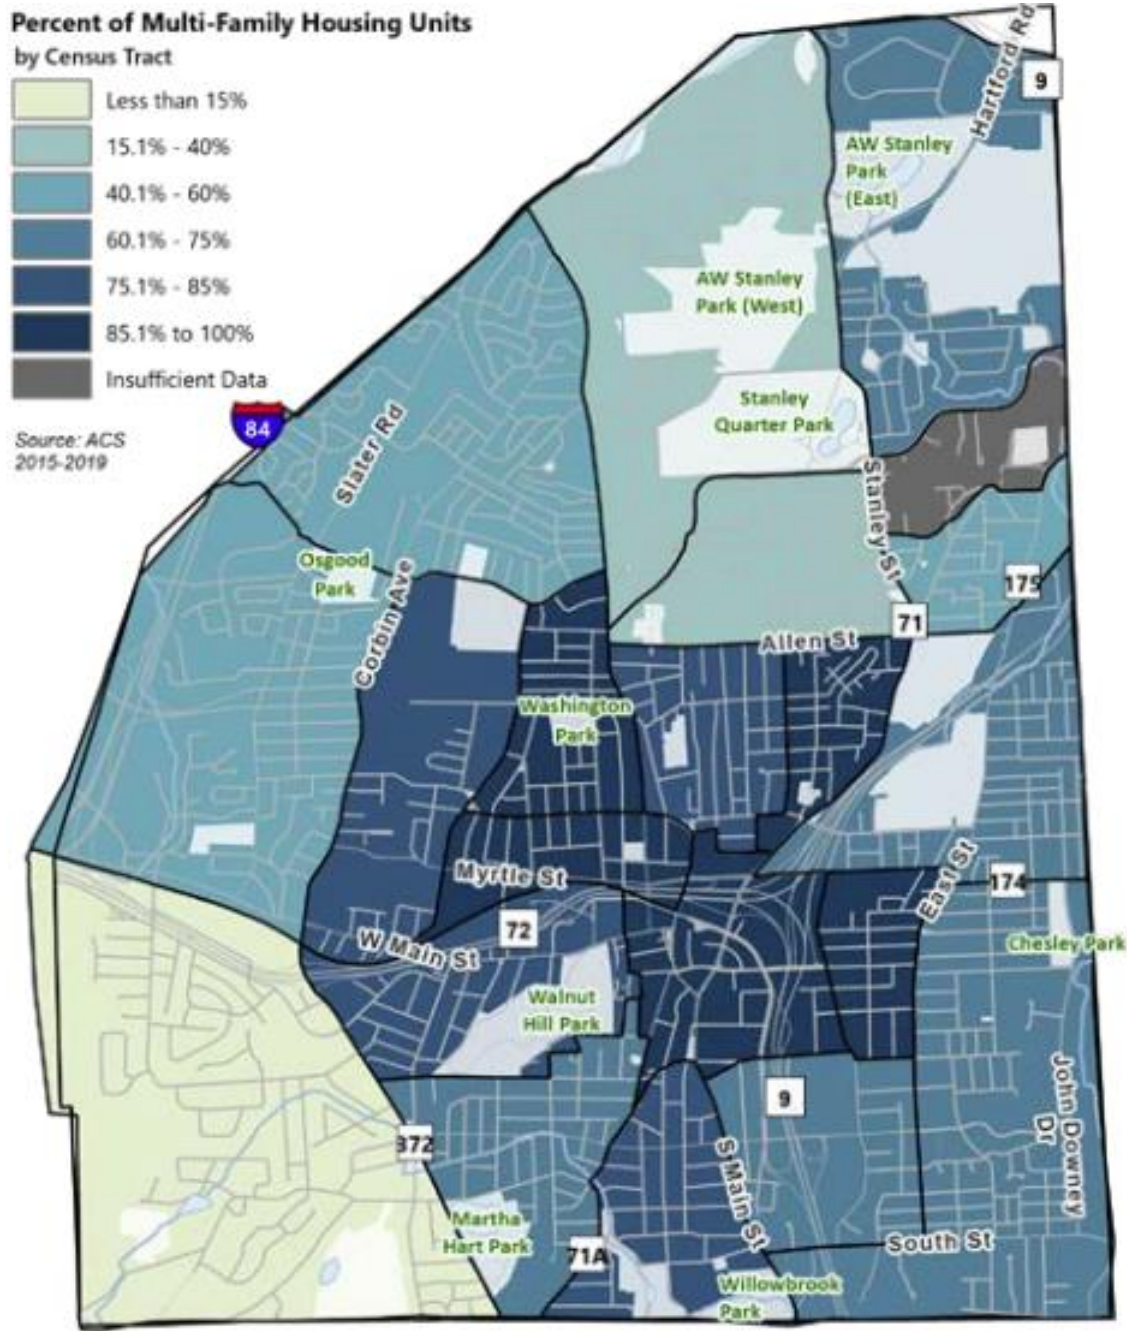 Percent of Multi-Family Housing Units
by Census Tract
Less than 15%
15.1% - 40%
40.1% - 60%
60.1% - 75%
75.1% - 85%
85.1% to 100%
Insufficient Data
Source: ACS
2015-2019
84
Hartford Rd
9
AW Stanley
Park
(East)
AW Stanley
Park (West)
Stanley
Quarter Park
Slater Rd
Stanley St
Osgood
Park
Corbin Ave
175
71
Allen St
Washington
Park
Myrtle St
East St
174
72
W Main St
Chesley Park
Walnut
Hill Park
9
John Downey
Dr
372
S Main St
Martha
Hart Park
71A
South St
Willowbrook
Park